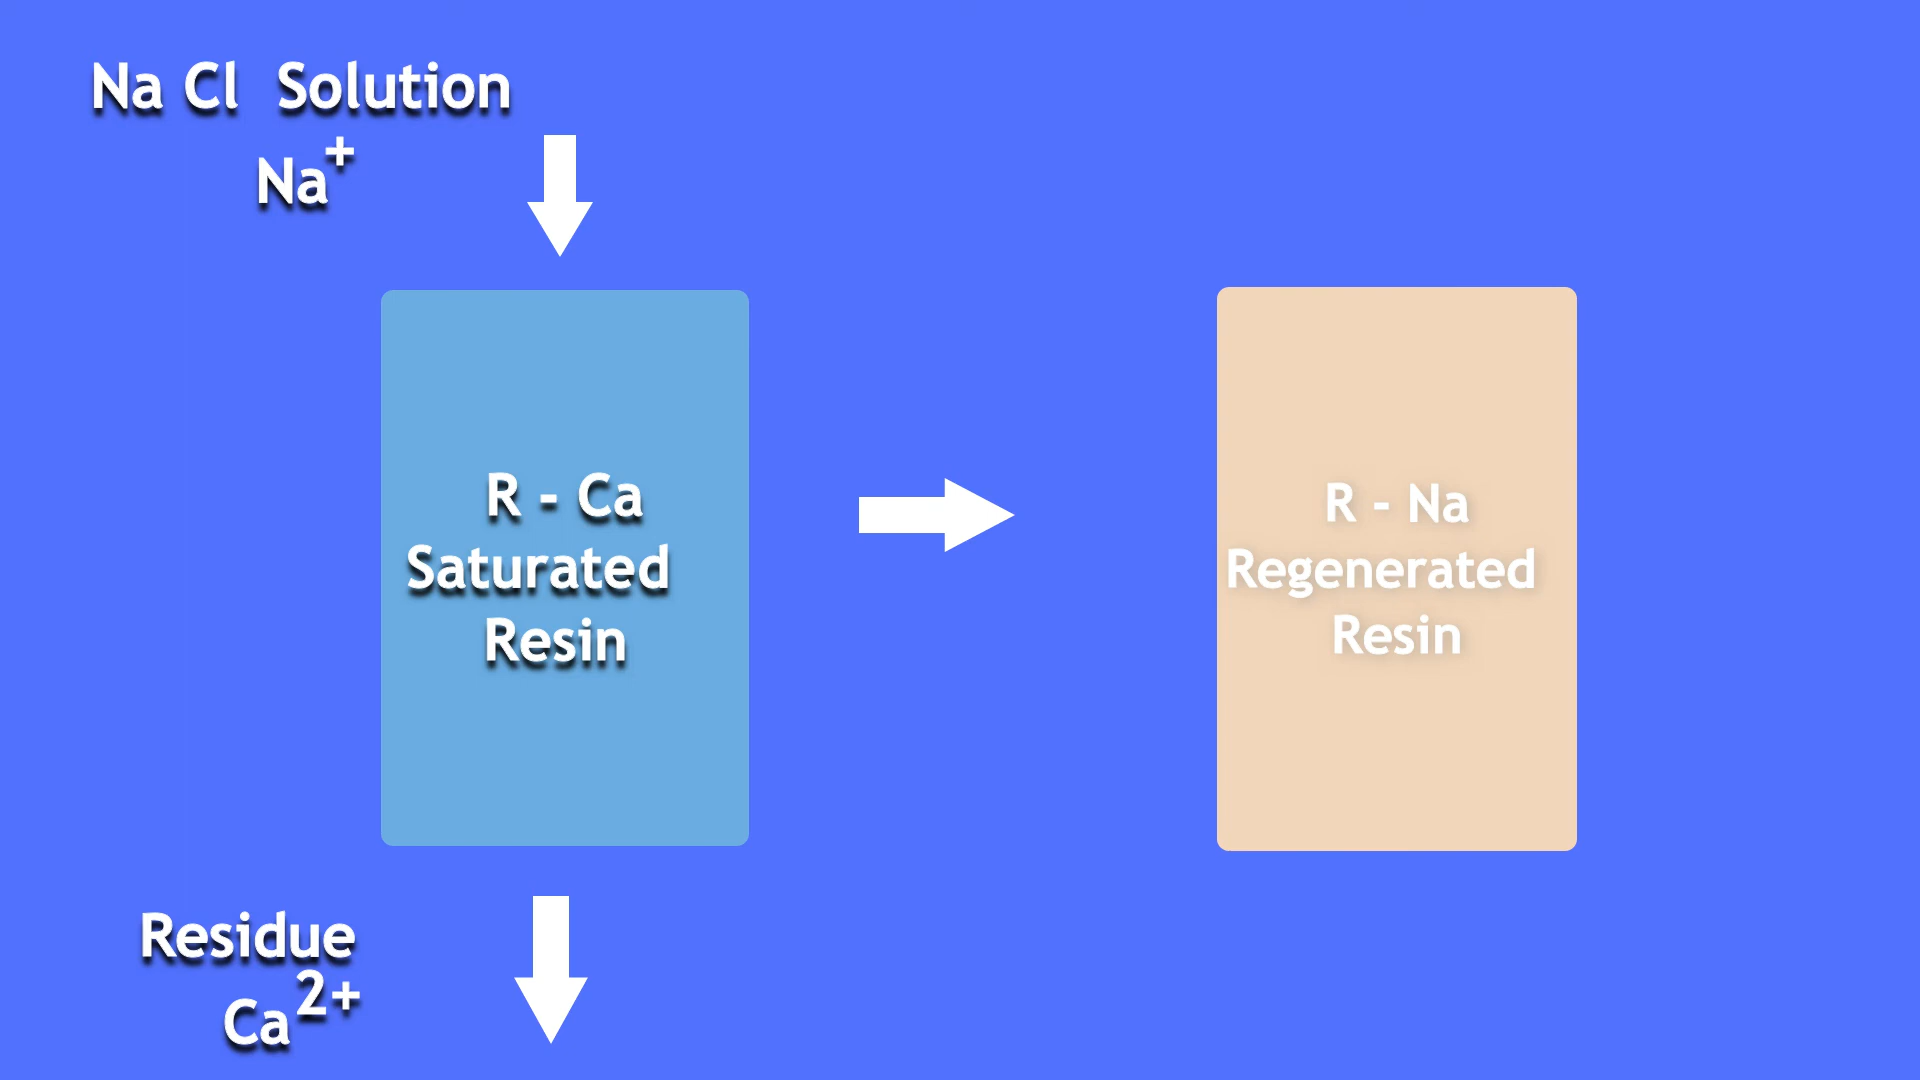 Na Cl Solution
Na⁺
R - Ca
Saturated
Resin
R - Na
Regenerated
Resin
Residue
Ca²⁺